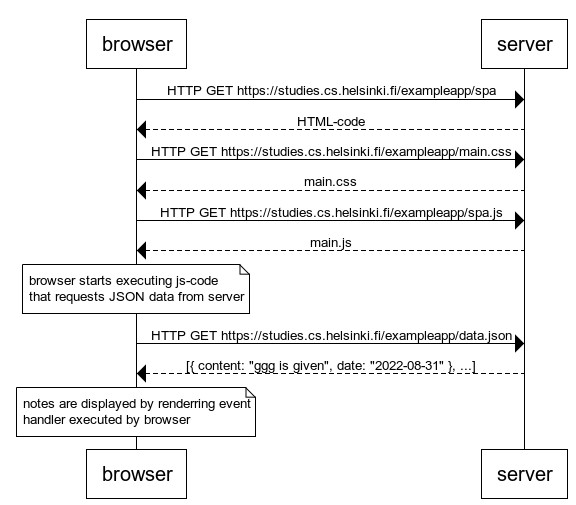 browser server
HTTP GET https://studies.cs.helsinki.fi/exampleapp/spa
HTML-code
HTTP GET https://studies.cs.helsinki.fi/exampleapp/main.css
main.css
HTTP GET https://studies.cs.helsinki.fi/exampleapp/spa.js
main.js
browser starts executing js-code
that requests JSON data from server
HTTP GET https://studies.cs.helsinki.fi/exampleapp/data.json
[{ content: "ggg is given", date: "2022-08-31" }, ...]
notes are displayed by renderring event
handler executed by browser
browser server